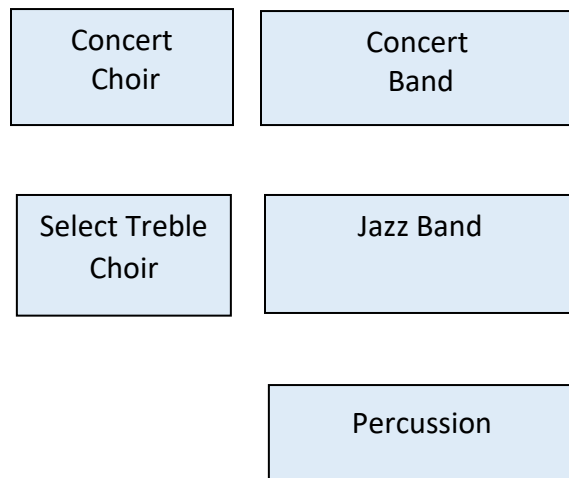 Concert
Choir
Concert
Band
Select Treble
Choir
Jazz Band
Percussion